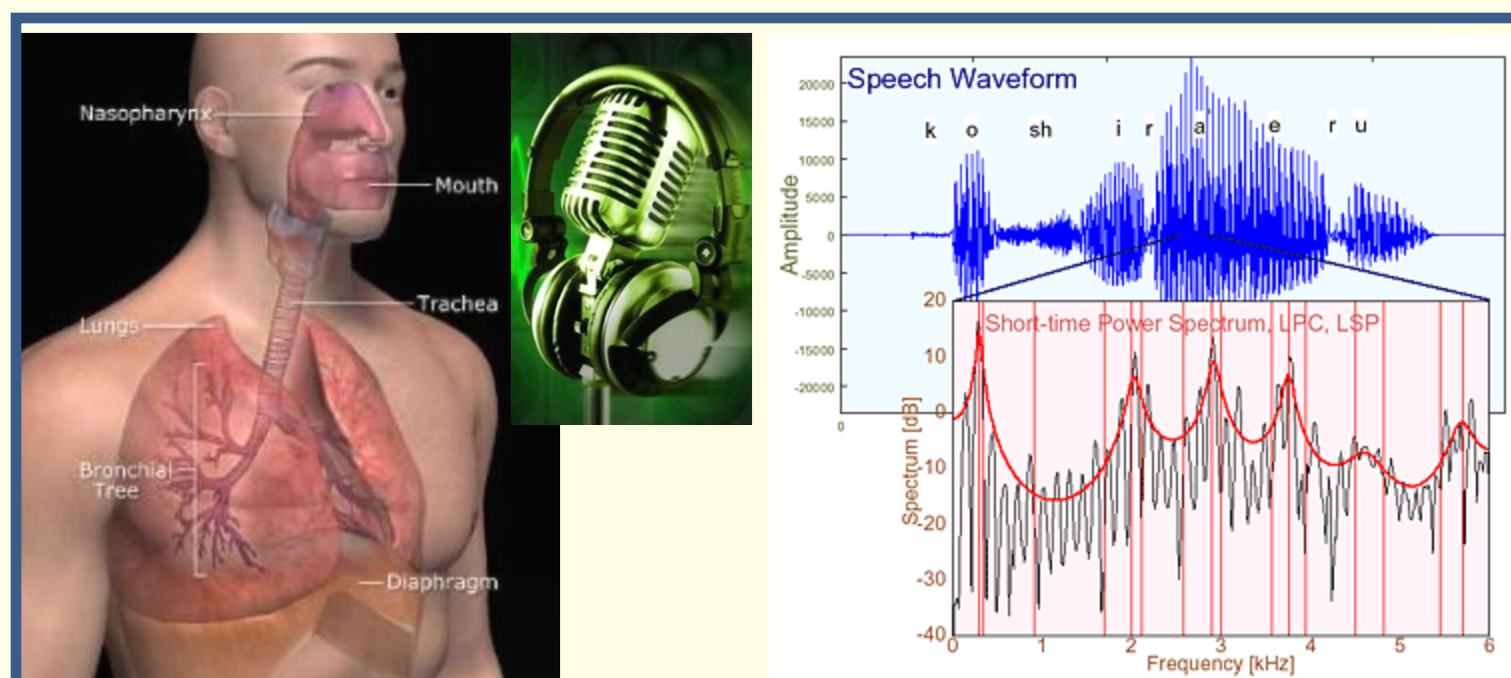 Nasopharynx
Mouth
Trachea
Lungs
Bronchial
Tree
Diaphragm
Speech Waveform
k o sh i r a e r u
Amplitude
20000
15000
10000
5000
0
-5000
-10000
-15000
-20000
0
Short-time Power Spectrum, LPC, LSP
Spectrum [dB]
20
10
0
-10
-20
-30
-40
0 1 2 3 4 5 6
Frequency [kHz]